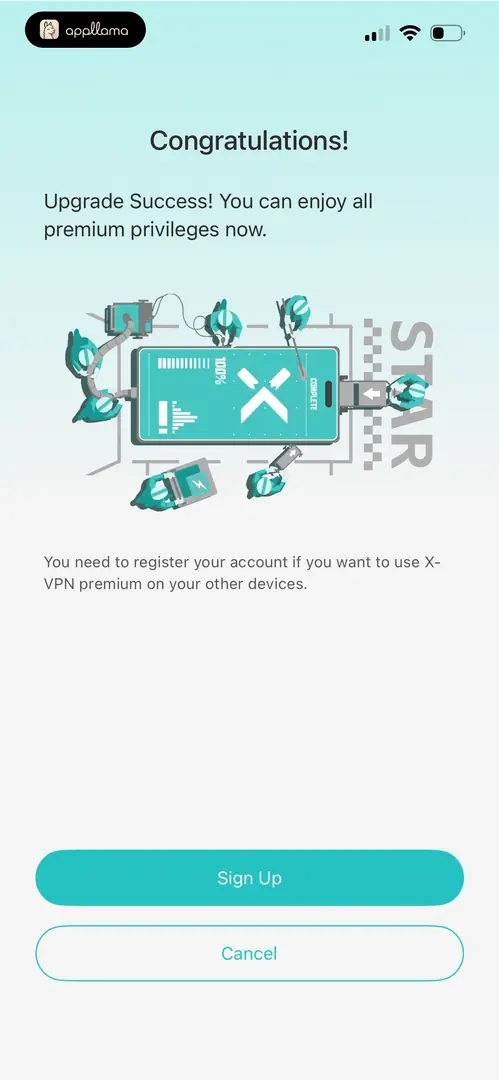 appllama
Congratulations!
Upgrade Success! You can enjoy all
premium privileges now.
100%
COMPLETE
STAR
You need to register your account if you want to use X-
VPN premium on your other devices.
Sign Up
Cancel